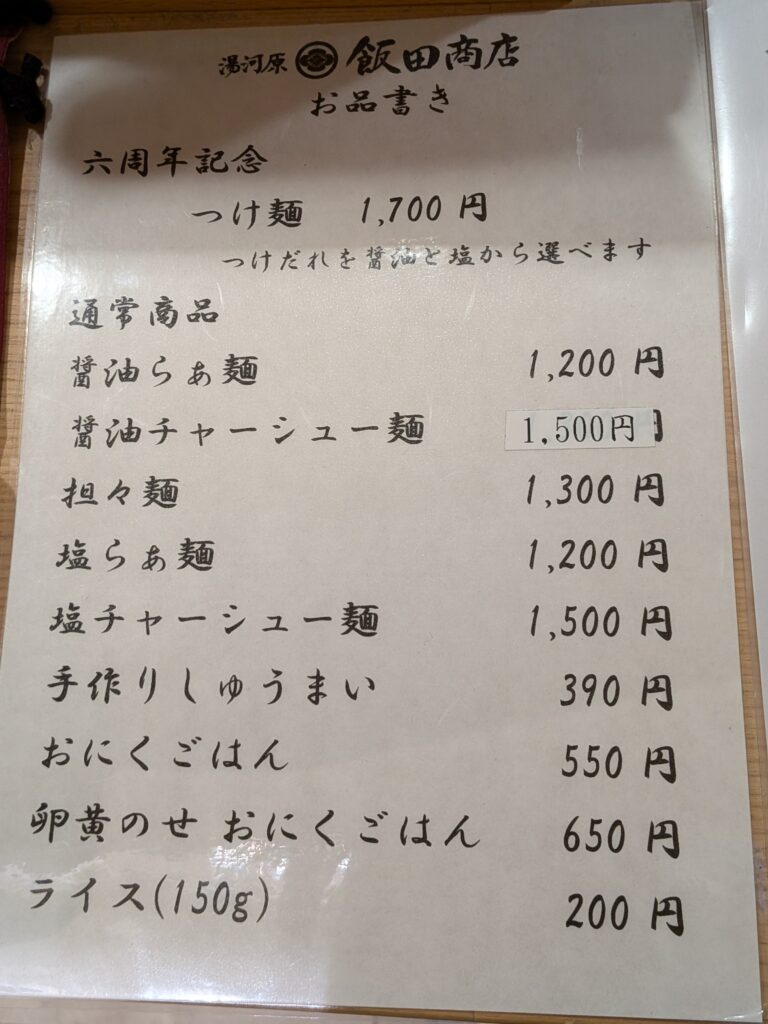 湯河原 飯田商店
お品書き
六周年記念
つけ麺 1,700 円
つけだれを醤油と塩から選べます
通常商品
醤油らぁ麺 1,200 円
醤油チャーシュー麺 1,500円
担々麺 1,300 円
塩らぁ麺 1,200 円
塩チャーシュー麺 1,500 円
手作りしゅうまい 390 円
おにくごはん 550 円
卵黄のせ おにくごはん 650 円
ライス(150g) 200 円